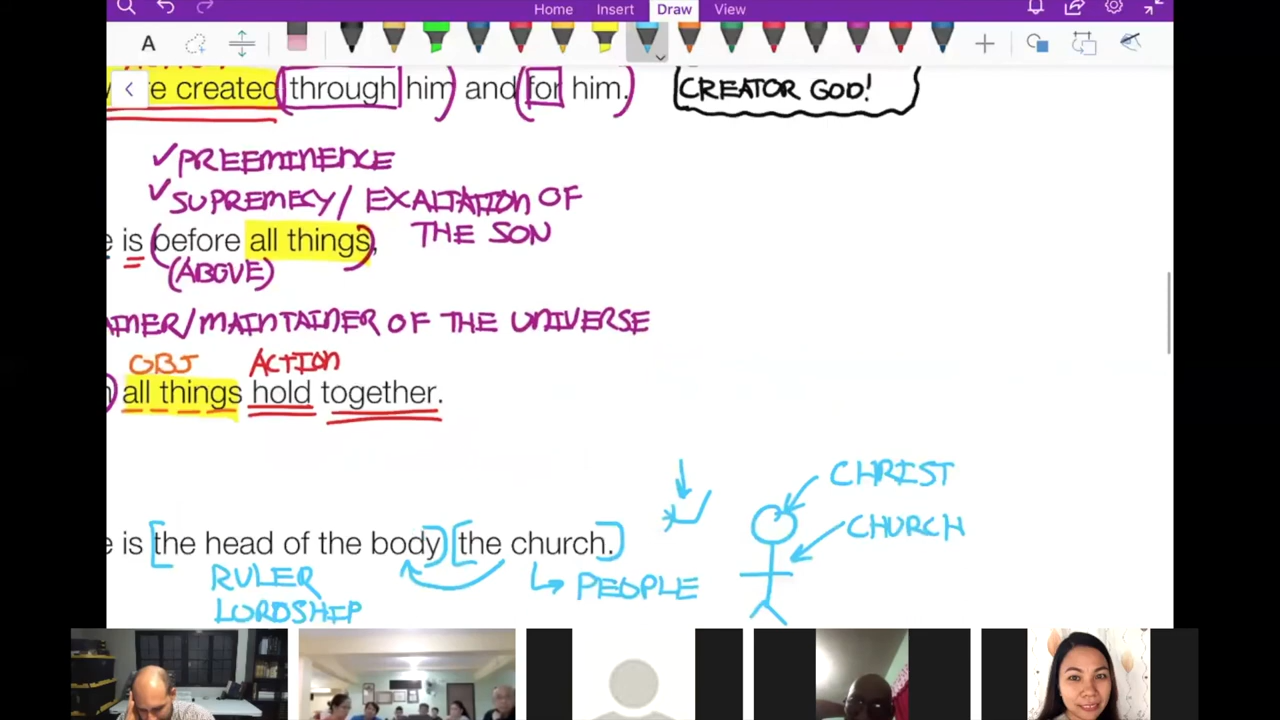 Home Insert Draw View
A
re created through him and for him.
CREATOR GOD!
✓ PREEMINENCE
✓ SUPREMECY/ EXALTATION OF
THE SON
is before all things,
(ABOVE)
/MAINTAINER OF THE UNIVERSE
OBJ ACTION
all things hold together.
CHRIST
CHURCH
is [the head of the body) [the church.]
RULER
PEOPLE
LORDSHIP